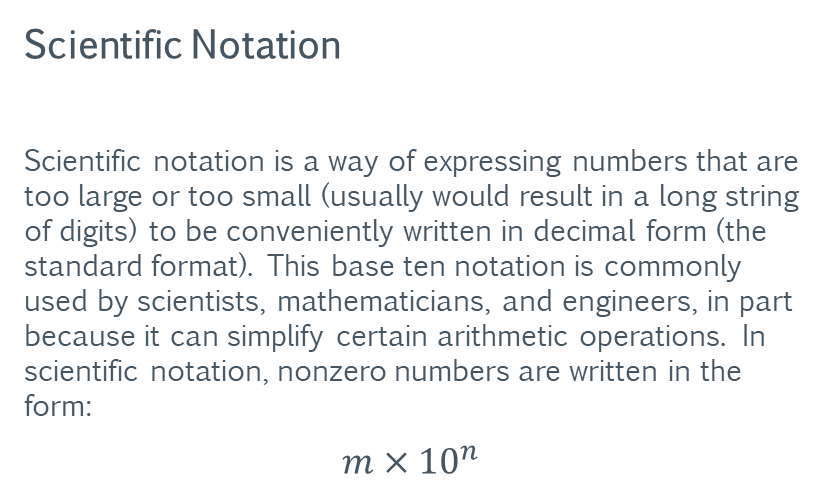 Scientific Notation
Scientific notation is a way of expressing numbers that are
too large or too small (usually would result in a long string
of digits) to be conveniently written in decimal form (the
standard format). This base ten notation is commonly
used by scientists, mathematicians, and engineers, in part
because it can simplify certain arithmetic operations. In
scientific notation, nonzero numbers are written in the
form:
m × 10ⁿ